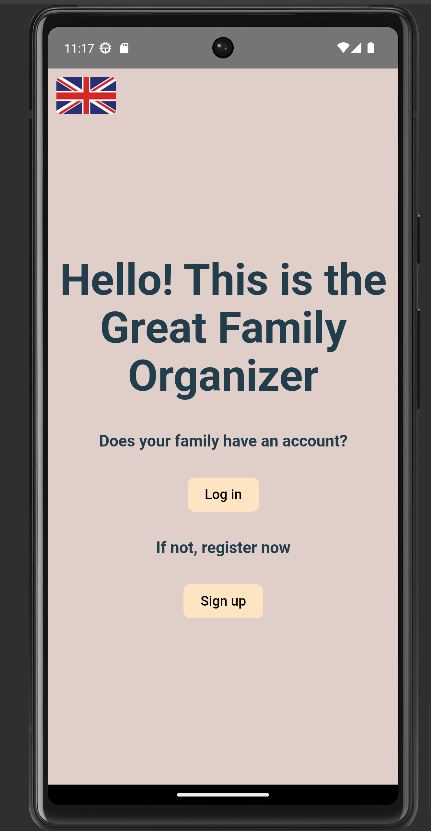 11:17
Hello! This is the
Great Family
Organizer
Does your family have an account?
Log in
If not, register now
Sign up